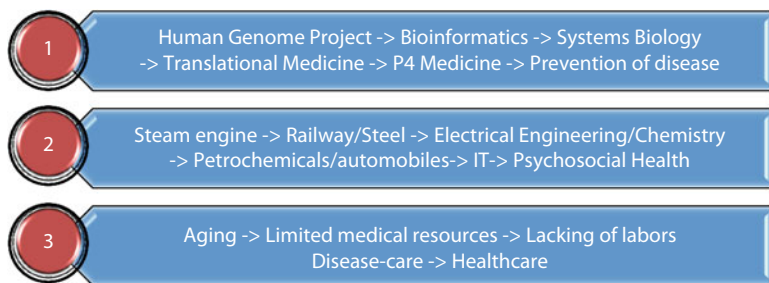 1
Human Genome Project -> Bioinformatics -> Systems Biology
-> Translational Medicine -> P4 Medicine -> Prevention of disease
2
Steam engine -> Railway/Steel -> Electrical Engineering/Chemistry
-> Petrochemicals/automobiles-> IT-> Psychosocial Health
3
Aging -> Limited medical resources -> Lacking of labors
Disease-care -> Healthcare